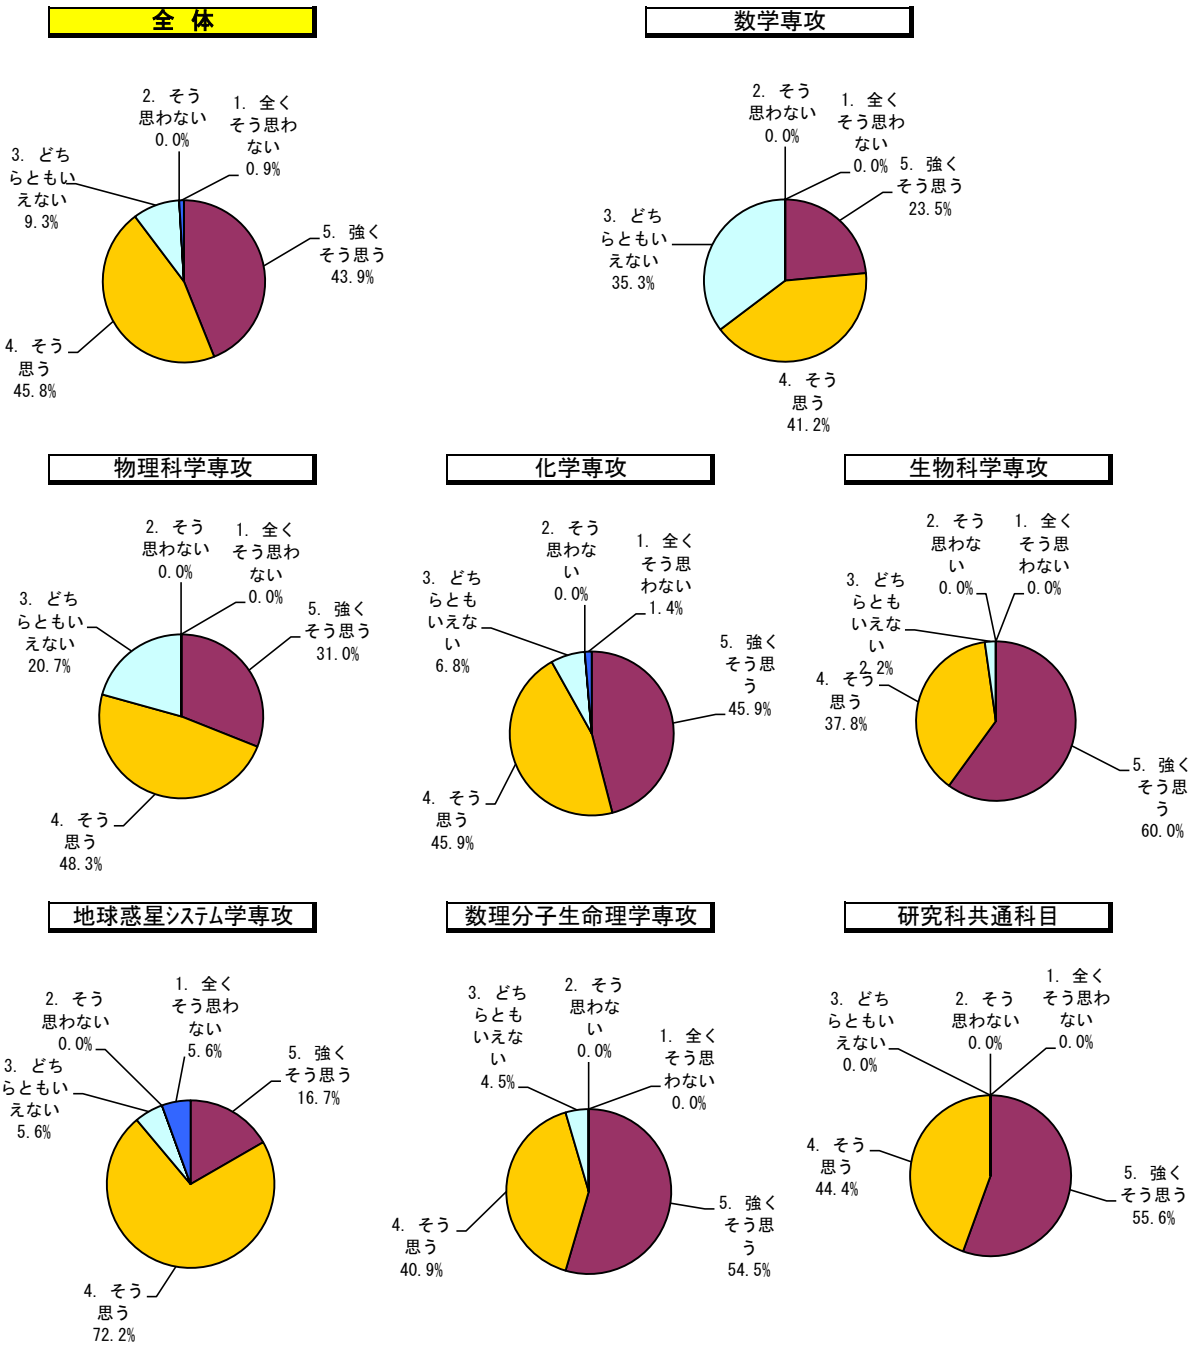 全 体
2. そう
思わない
0.0%
1. 全く
そう思わ
ない
0.9%
3. どち
らともい
えない
9.3%
5. 強く
そう思う
43.9%
4. そう
思う
45.8%
数学専攻
2. そう
思わない
0.0%
1. 全く
そう思わ
ない
0.0%
5. 強く
そう思う
23.5%
3. どち
らともい
えない
35.3%
4. そう
思う
41.2%
物理科学専攻
2. そう
思わない
0.0%
1. 全く
そう思わ
ない
0.0%
3. どち
らともい
えない
20.7%
5. 強く
そう思う
31.0%
4. そう
思う
48.3%
化学専攻
2. そう
思わな
い
0.0%
1. 全く
そう思
わない
1.4%
3. どち
らとも
いえな
い
6.8%
5. 強く
そう思
う
45.9%
4. そう
思う
45.9%
生物科学専攻
2. そう
思わな
い
0.0%
1. 全く
そう思
わない
0.0%
3. どち
らとも
いえな
い
2.2%
4. そう
思う
37.8%
5. 強く
そう思
う
60.0%
地球惑星システム学専攻
1. 全く
そう思わ
ない
5.6%
2. そう
思わない
0.0%
3. どち
らともい
えない
5.6%
5. 強く
そう思う
16.7%
4. そう
思う
72.2%
数理分子生命理学専攻
2. そう
思わな
い
0.0%
3. どち
らとも
いえな
い
4.5%
1. 全く
そう思
わない
0.0%
4. そう
思う
40.9%
5. 強く
そう思
う
54.5%
研究科共通科目
1. 全く
そう思わ
ない
0.0%
3. どち
らともい
えない
0.0%
2. そう
思わない
0.0%
4. そう
思う
44.4%
5. 強く
そう思う
55.6%